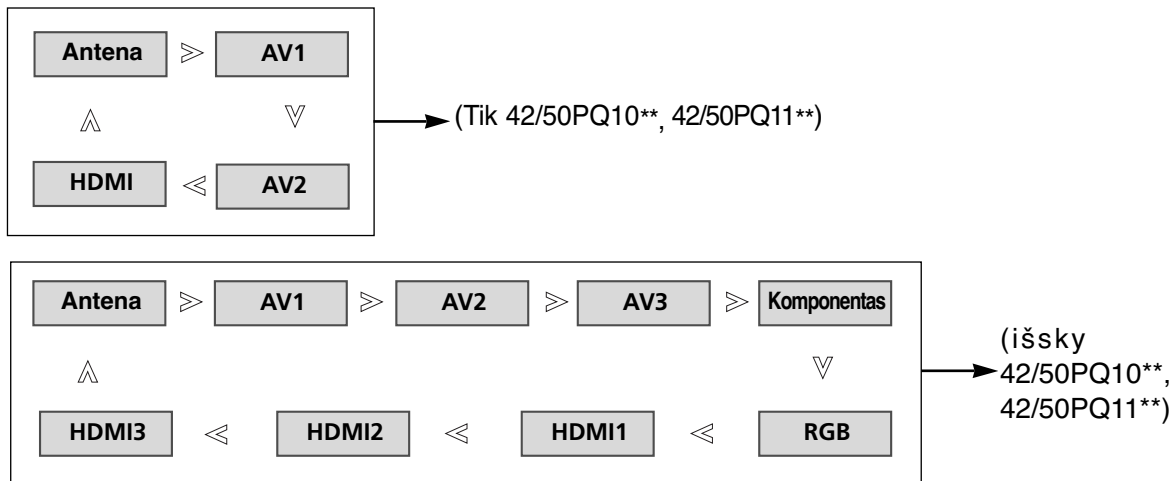 Antena AV1
(Tik 42/50PQ10**, 42/50PQ11**)
HDMI AV2
Antena AV1 AV2 AV3 Komponentas
(išsky
42/50PQ10**,
42/50PQ11**)
HDMI3 HDMI2 HDMI1 RGB